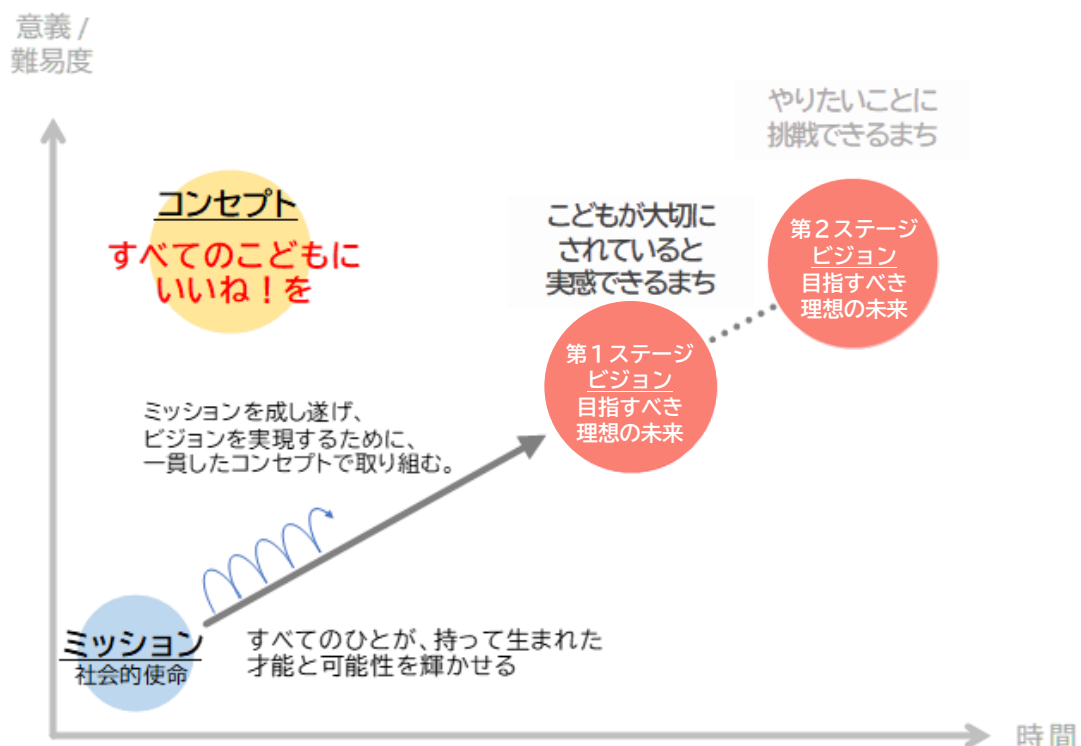 意義 /
難易度
やりたいことに
挑戦できるまち
コンセプト
すべてのこどもに
いいね！を
こどもが大切に
されていると
実感できるまち
第２ステージ
ビジョン
目指すべき
理想の未来
第１ステージ
ビジョン
目指すべき
理想の未来
ミッションを成し遂げ、
ビジョンを実現するために、
一貫したコンセプトで取り組む。
ミッション
社会的使命
すべてのひとが、持って生まれた
才能と可能性を輝かせる
時間